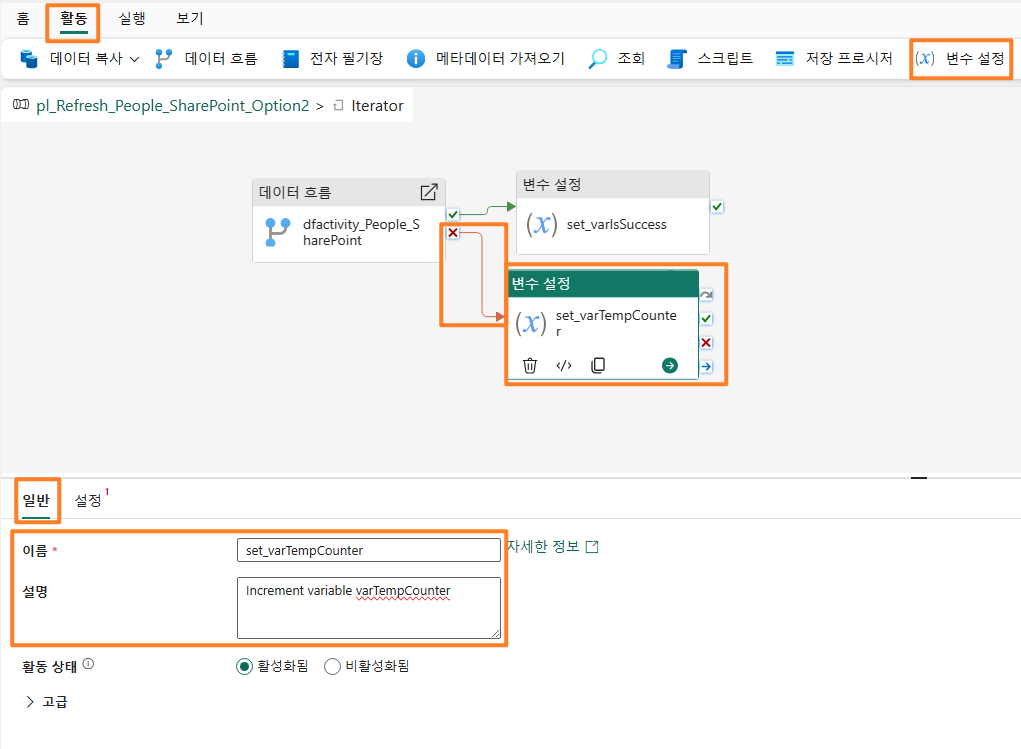 홈 활동 실행 보기
데이터 복사 데이터 흐름 전자 필기장 메타데이터 가져오기 조회 스크립트 저장 프로시저 (x) 변수 설정
pl_Refresh_People_SharePoint_Option2 > Iterator
데이터 흐름
dfactivity_People_S
harePoint
변수 설정
(x) set_varIsSuccess
변수 설정
(x) set_varTempCounte
r
일반 설정 1
이름 * set_varTempCounter 자세한 정보
설명 Increment variable varTempCounter
활동 상태 활성화됨 비활성화됨
고급